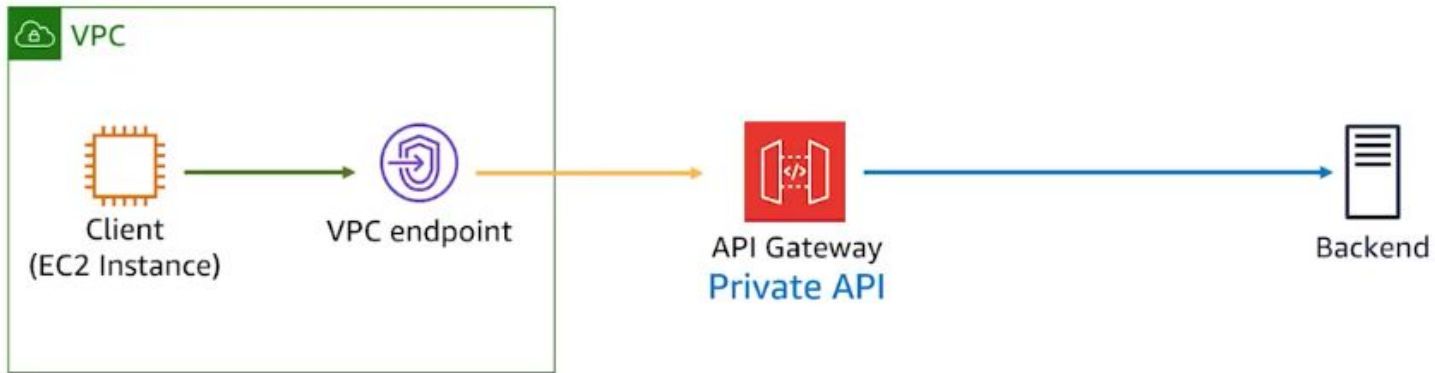 VPC
Client
(EC2 Instance)
VPC endpoint
</>
API Gateway
Private API
Backend